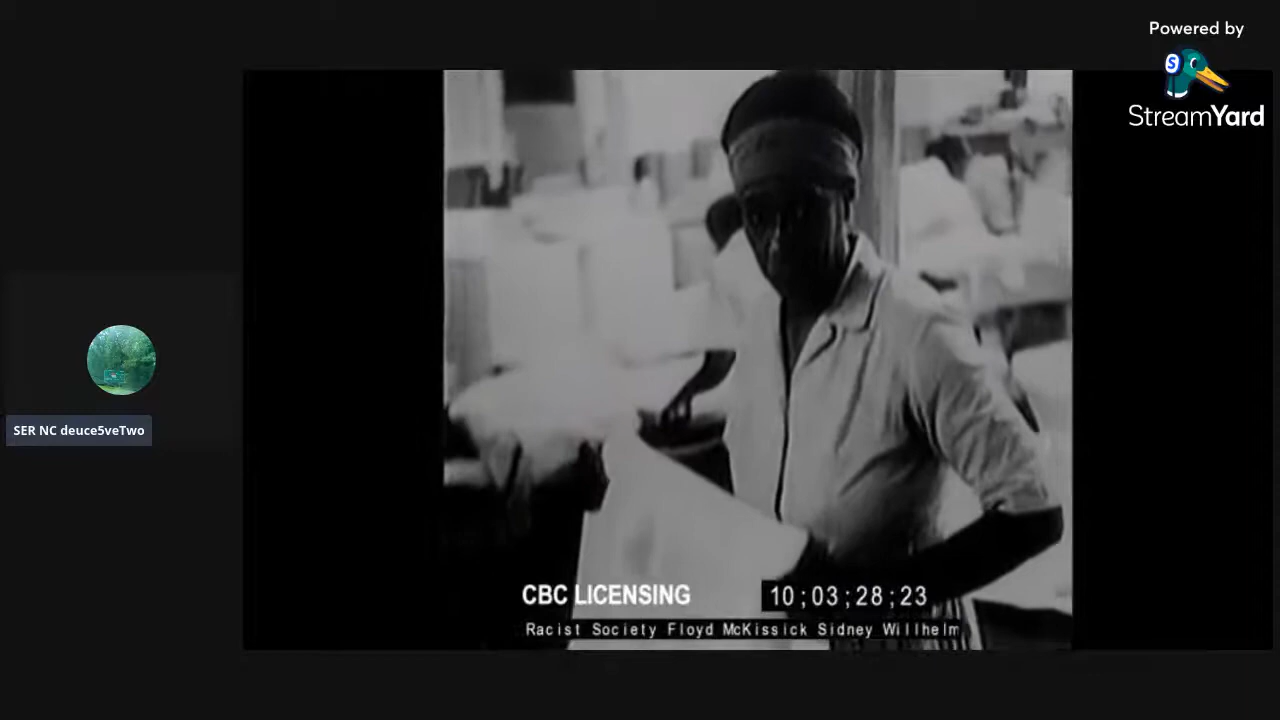 Powered by
StreamYard
SER NC deuce5veTwo
CBC LICENSING
10;03;28;23
Racist Society Floyd McKissick Sidney Willhelm